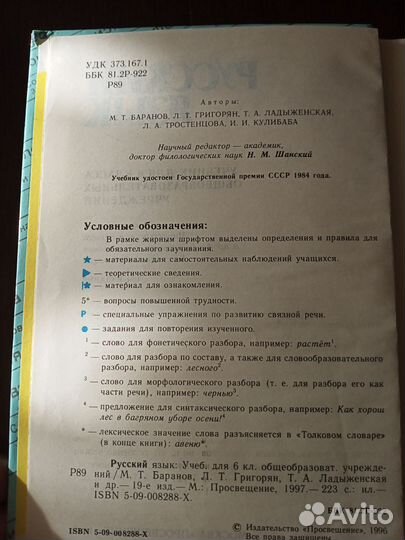 УДК 373.167.1
ББК 81.2Р-922
Р89
Авторы:
М. Т. БАРАНОВ, Л. Т. ГРИГОРЯН, Т. А. ЛАДЫЖЕНСКАЯ,
Л. А. ТРОСТЕНЦОВА, И. И. КУЛИБАБА
Научный редактор — академик,
доктор филологических наук Н. М. Шанский
Учебник удостоен Государственной премии СССР 1984 года.
Условные обозначения:
В рамке жирным шрифтом выделены определения и правила для
обязательного заучивания.
★ — материалы для самостоятельных наблюдений учащихся.
▶ — теоретические сведения.
— материал для ознакомления.
5* — вопросы повышенной трудности.
Р — специальные упражнения по развитию связной речи.
● — задания для повторения изученного.
1 — слово для фонетического разбора, например: растёт¹.
2 — слово для разбора по составу, а также для словообразовательного
разбора, например: лесного².
3 — слово для морфологического разбора (т. е. для разбора его как
части речи), например: чернью³.
4 — предложение для синтаксического разбора, например: Как хорош
лес в багряном уборе осени!⁴
* — лексическое значение слова разъясняется в «Толковом словаре»
(в конце книги): авеню*.
Русский язык: Учеб. для 6 кл. общеобразоват. учрежде-
Р89 ний/М. Т. Баранов, Л. Т. Григорян, Т. А. Ладыженская
и др.— 19-е изд.— М.: Просвещение, 1997.— 223 с.: ил.—
ISBN 5-09-008288-X.
ISBN 5-09-008288-X
© Издательство «Просвещение», 1996
Все права защищены
Avito